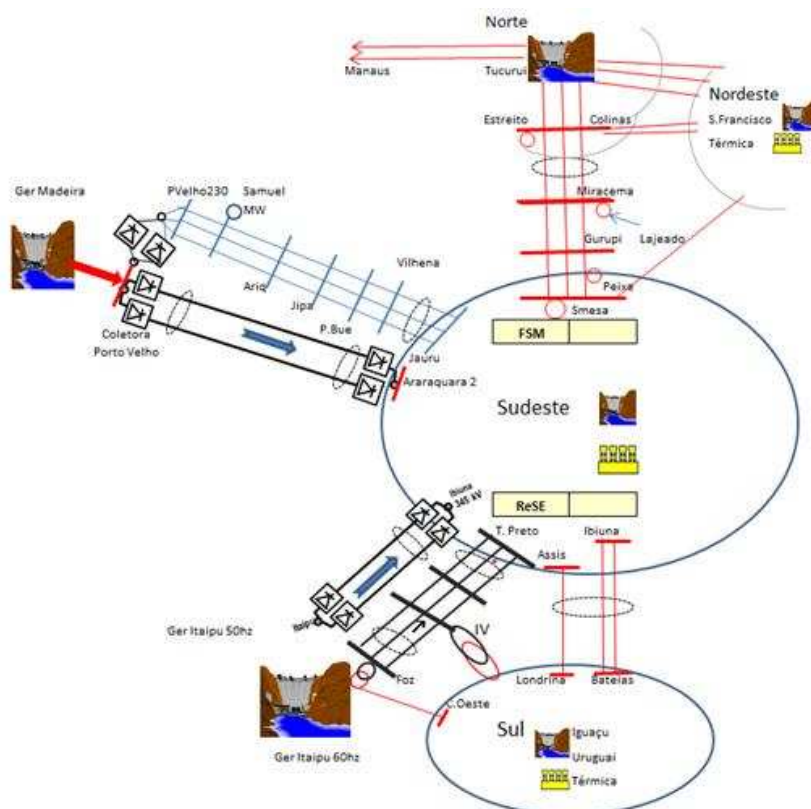 Norte
Manaus
Tucurui
Nordeste
Estreito
Colinas
S.Francisco
Térmica
PVelho230
Samuel
MW
Miracema
Ger Madeira
Gurupi
Lajeado
Vilhena
Ariq
Peixe
Jipa
Smesa
P.Bue
FSM
Coletora
Porto Velho
Jauru
Araraquara 2
Sudeste
ReSE
Ibiuna
345 kV
T. Preto
Ibiuna
Assis
Itaipu
Ger Itaipu 50hz
IV
Foz
Londrina
Bateias
C.Oeste
Sul
Iguaçu
Uruguai
Térmica
Ger Itaipu 60hz